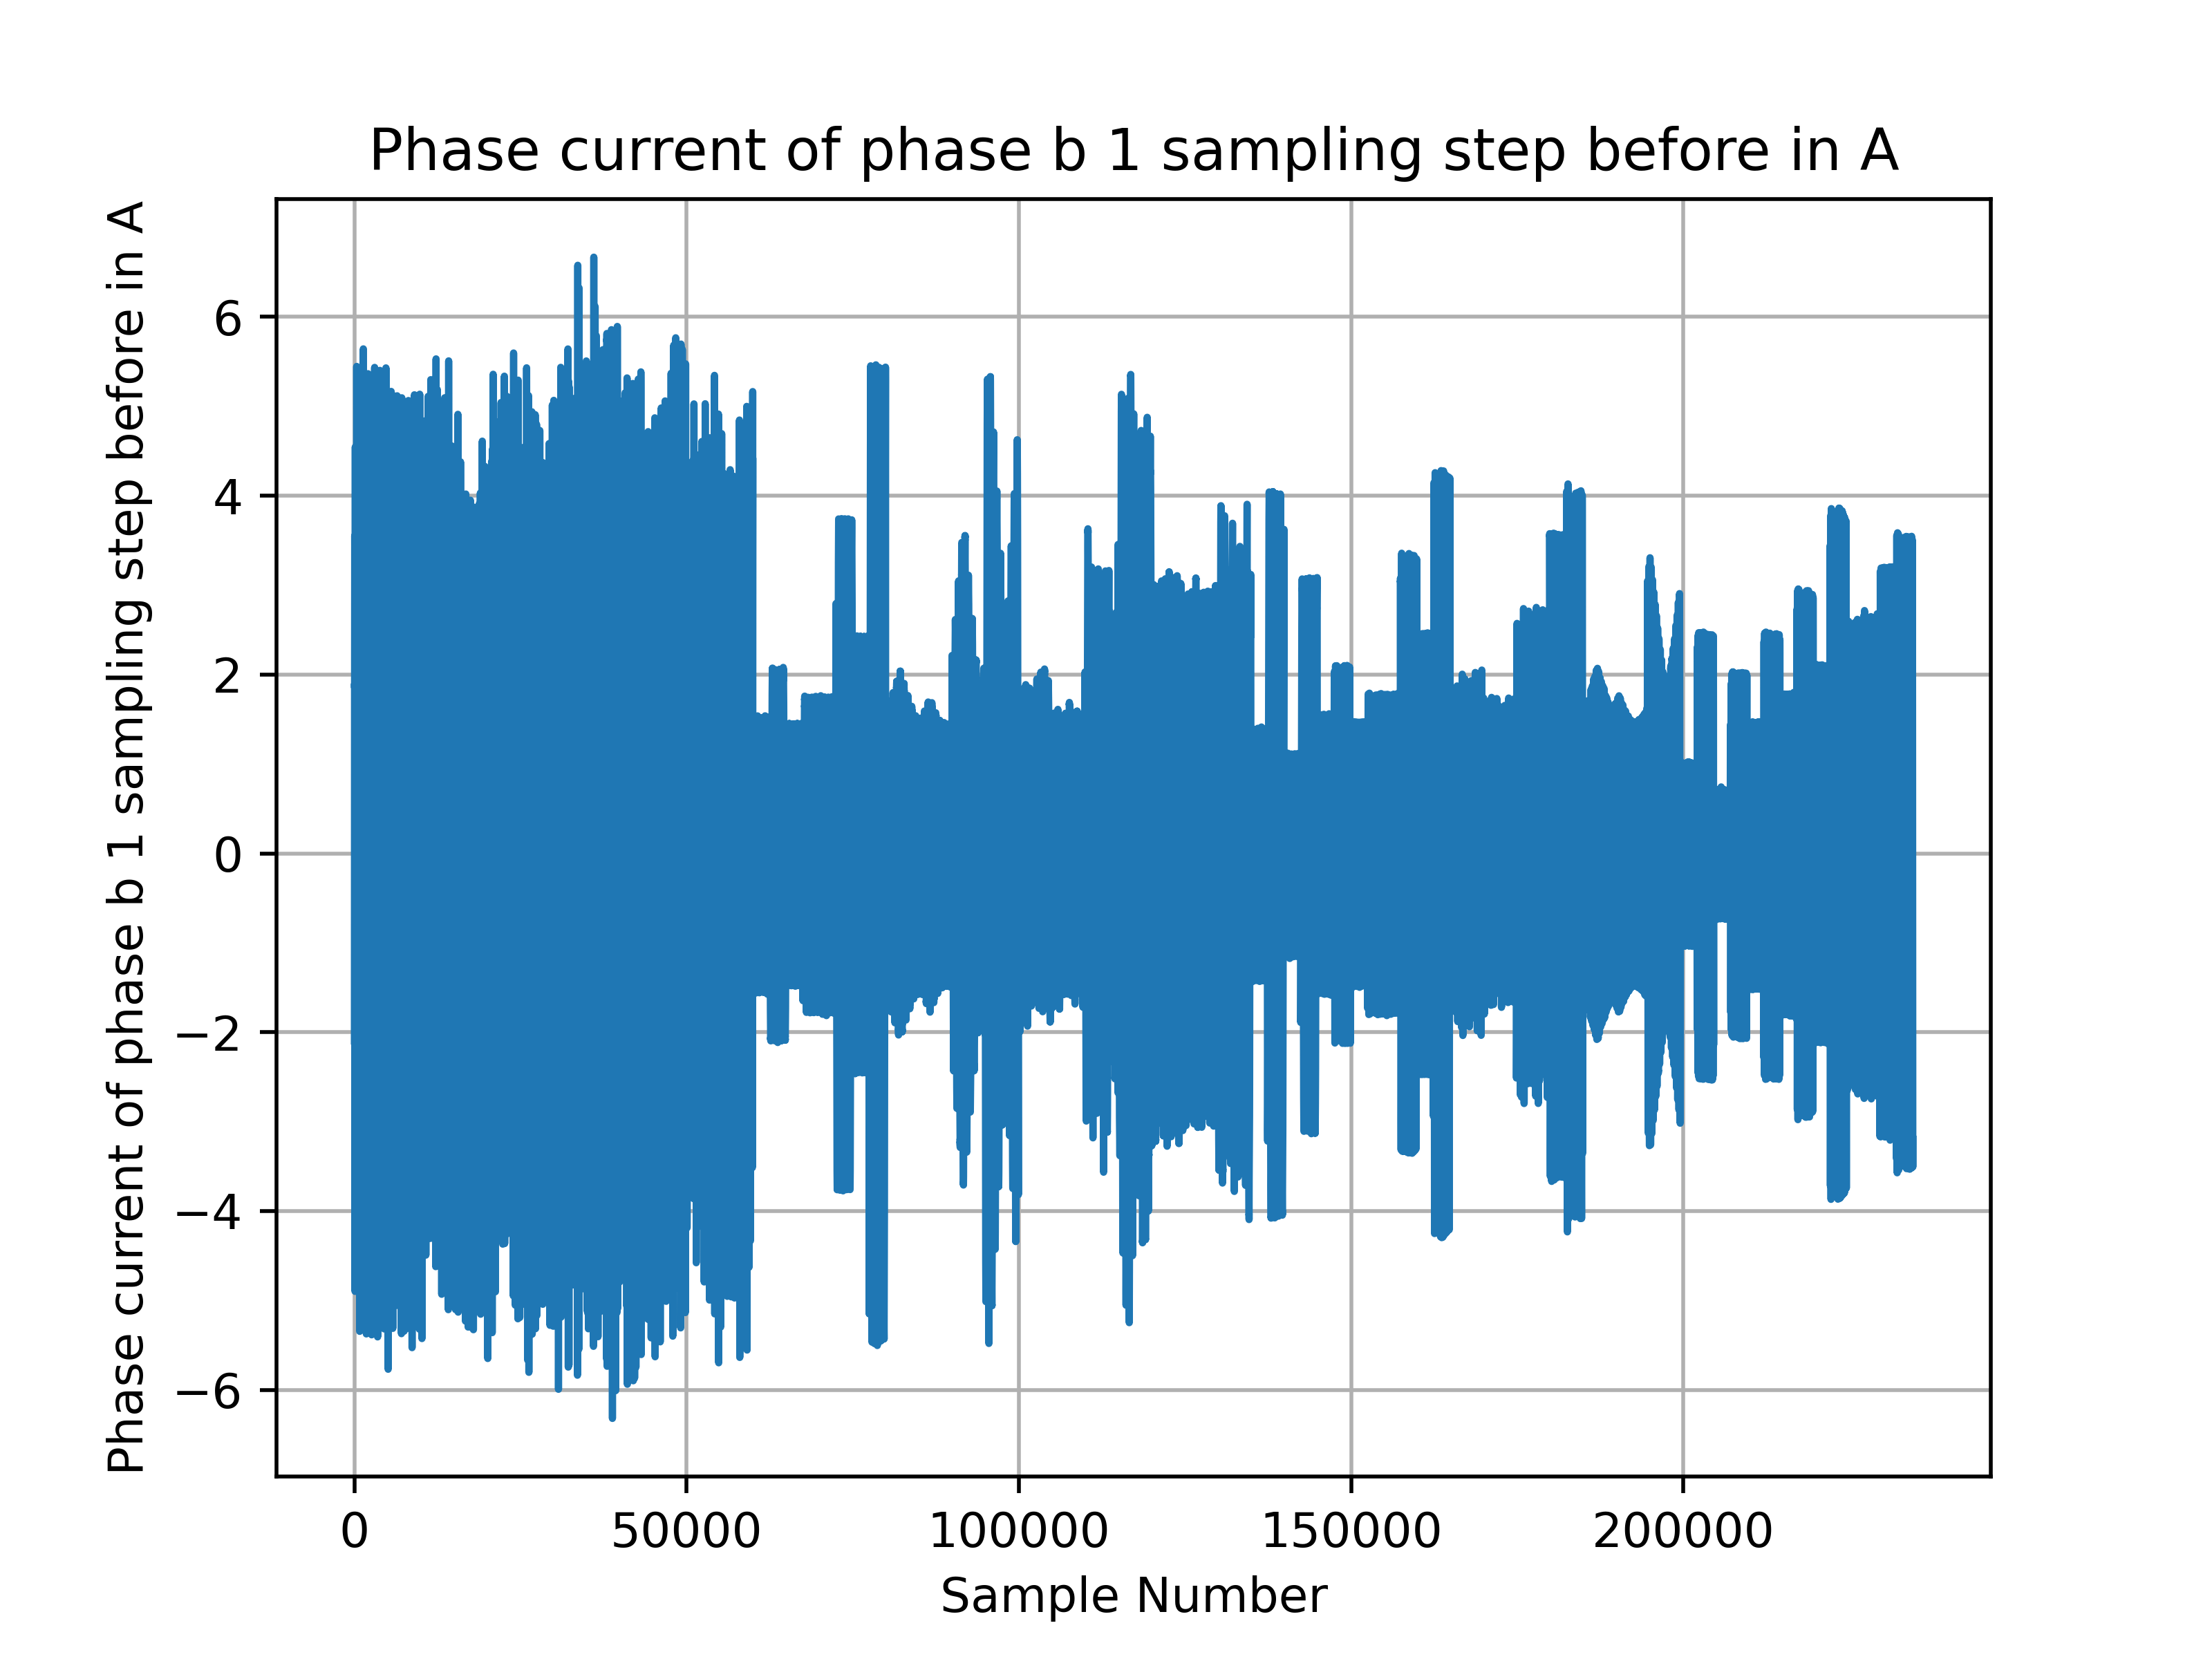 Phase current of phase b 1 sampling step before in A
Phase current of phase b 1 sampling step before in A
6
4
2
0
−2
−4
−6
0 50000 100000 150000 200000
Sample Number